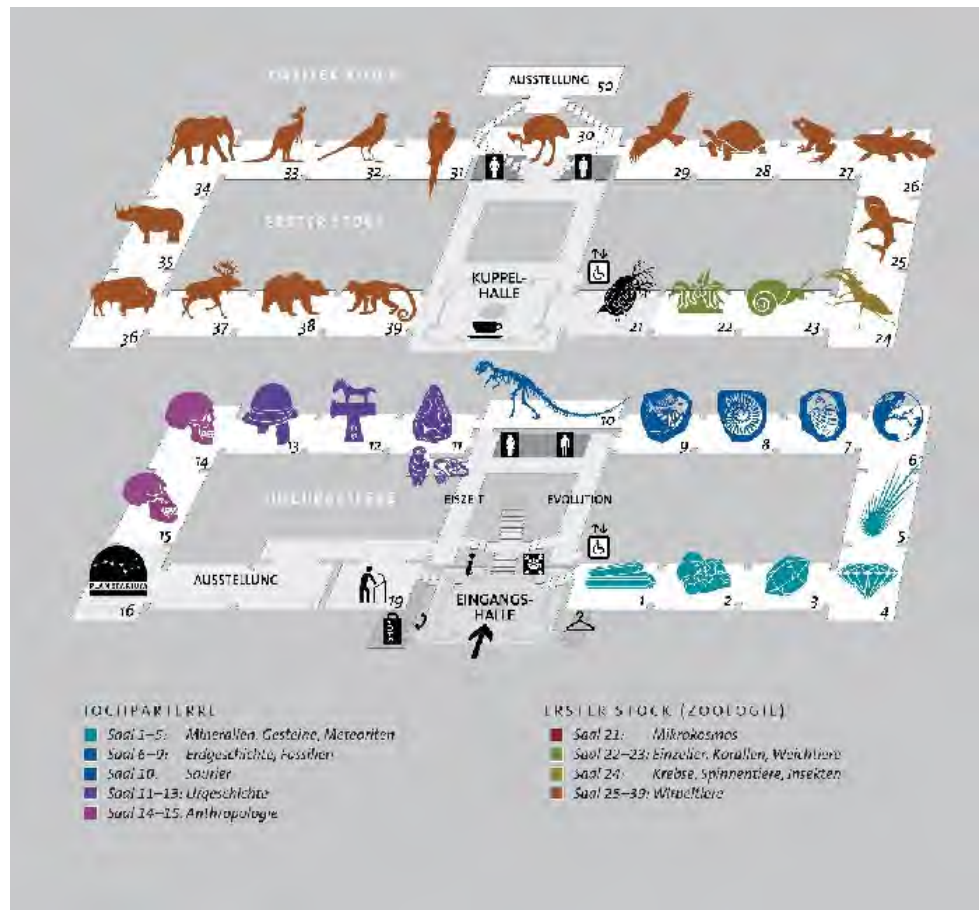 AUSSTELLUNG 50
30
34 33 32 31 29 28 27 26
ERSTER STOCK
35 25
KUPPEL-
HALLE
36 37 38 39 21 22 23 24
10
14 13 12 11 9 8 7 6
EISZEIT EVOLUTION
15 5
PLANETARIUM
AUSSTELLUNG
i
16 19 1 2 3 4
EINGANGS-
HALLE
HOCHPARTERRE
Saal 1–5: Mineralien, Gesteine, Meteoriten
Saal 6–9: Erdgeschichte, Fossilien
Saal 10: Saurier
Saal 11–13: Urgeschichte
Saal 14–15: Anthropologie
ERSTER STOCK (ZOOLOGIE)
Saal 21: Mikrokosmos
Saal 22–23: Einzeller, Korallen, Weichtiere
Saal 24: Krebse, Spinnentiere, Insekten
Saal 25–39: Wirbeltiere